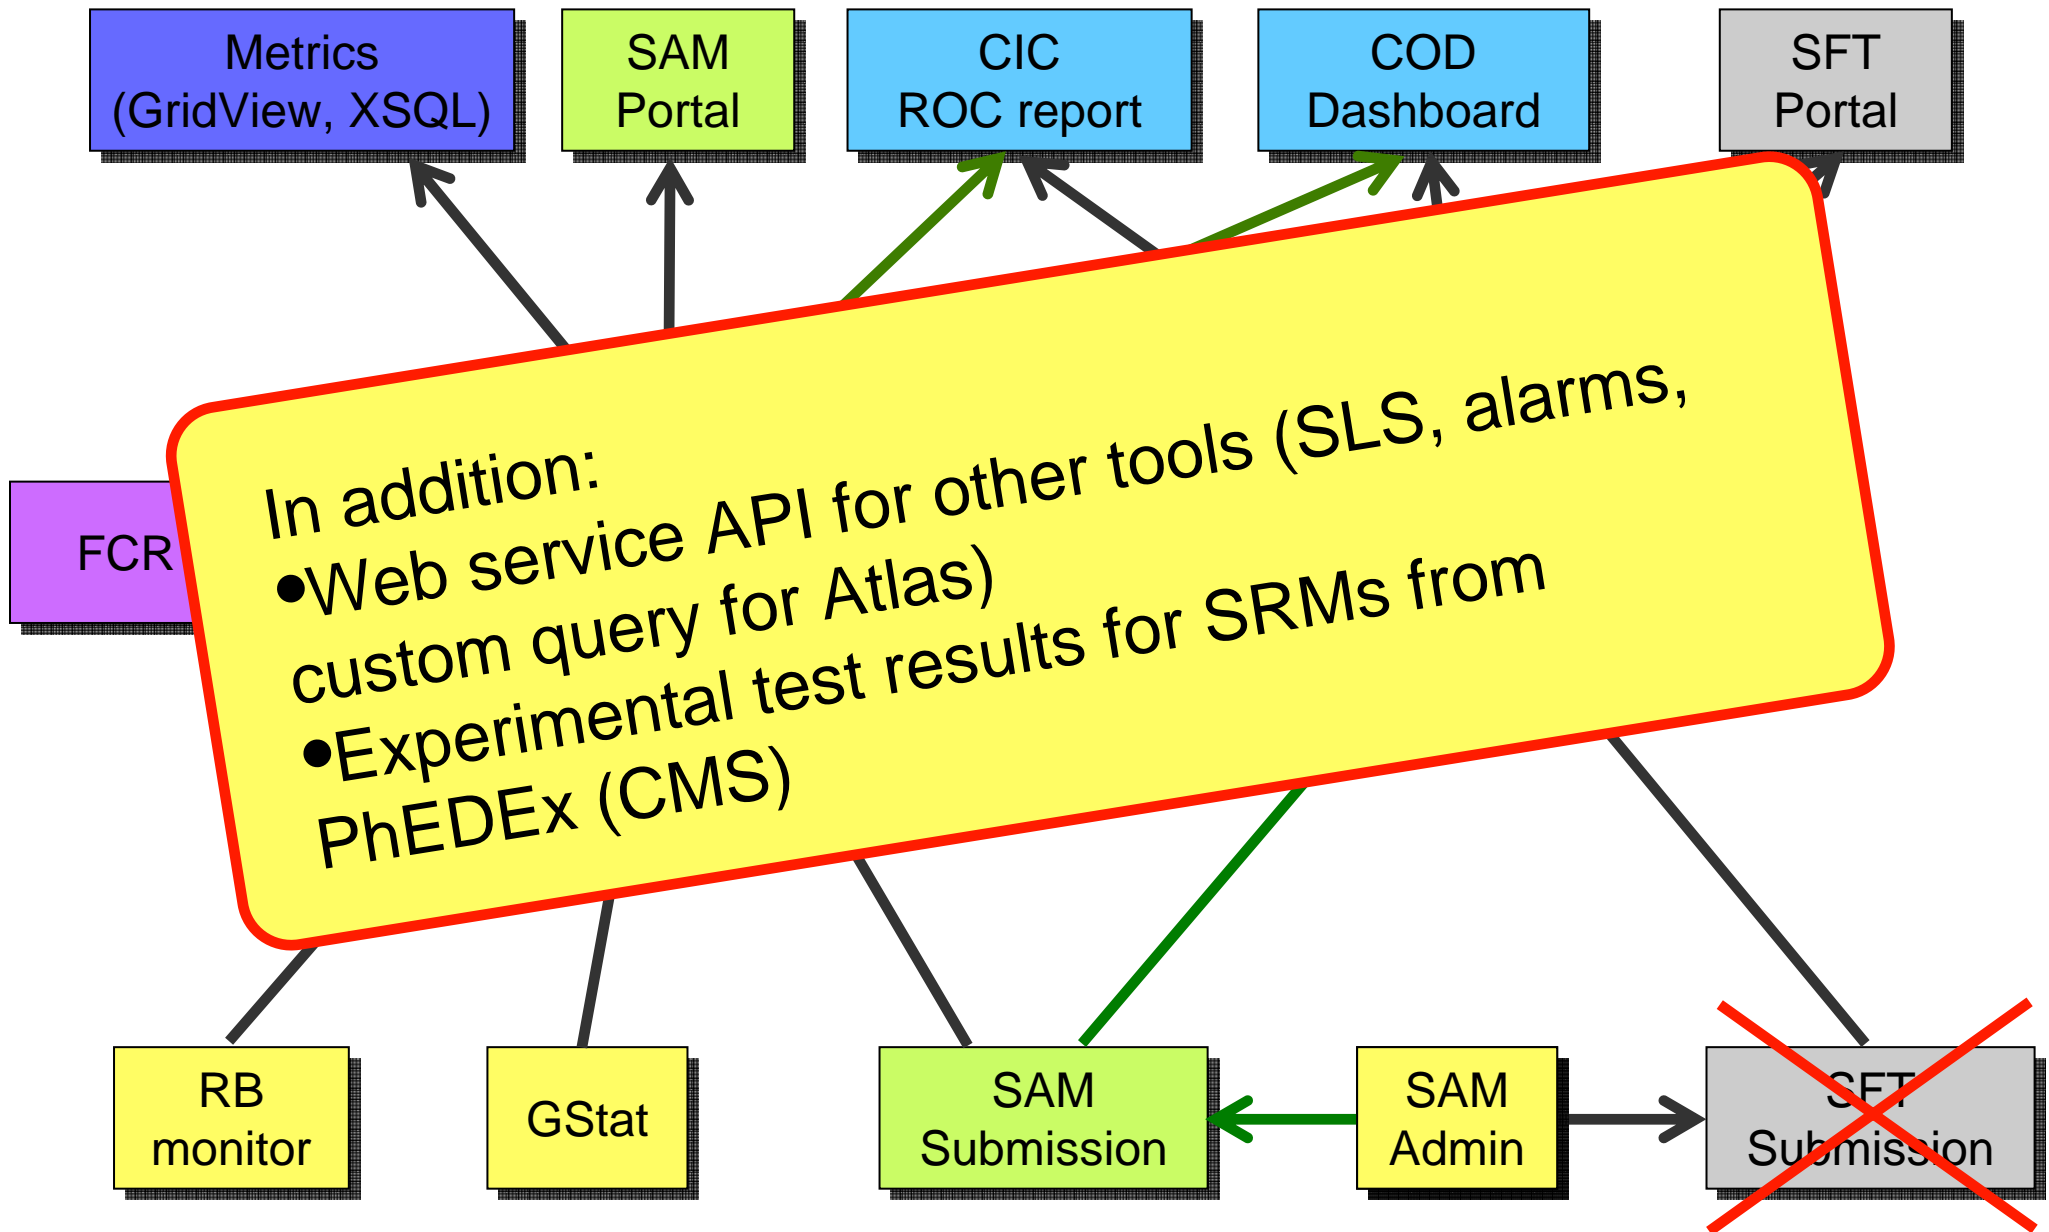 Metrics
(GridView, XSQL)
SAM
Portal
CIC
ROC report
COD
Dashboard
SFT
Portal
FCR
In addition:
•Web service API for other tools (SLS, alarms,
custom query for Atlas)
•Experimental test results for SRMs from
PhEDEx (CMS)
RB
monitor
GStat
SAM
Submission
SAM
Admin
SFT
Submission